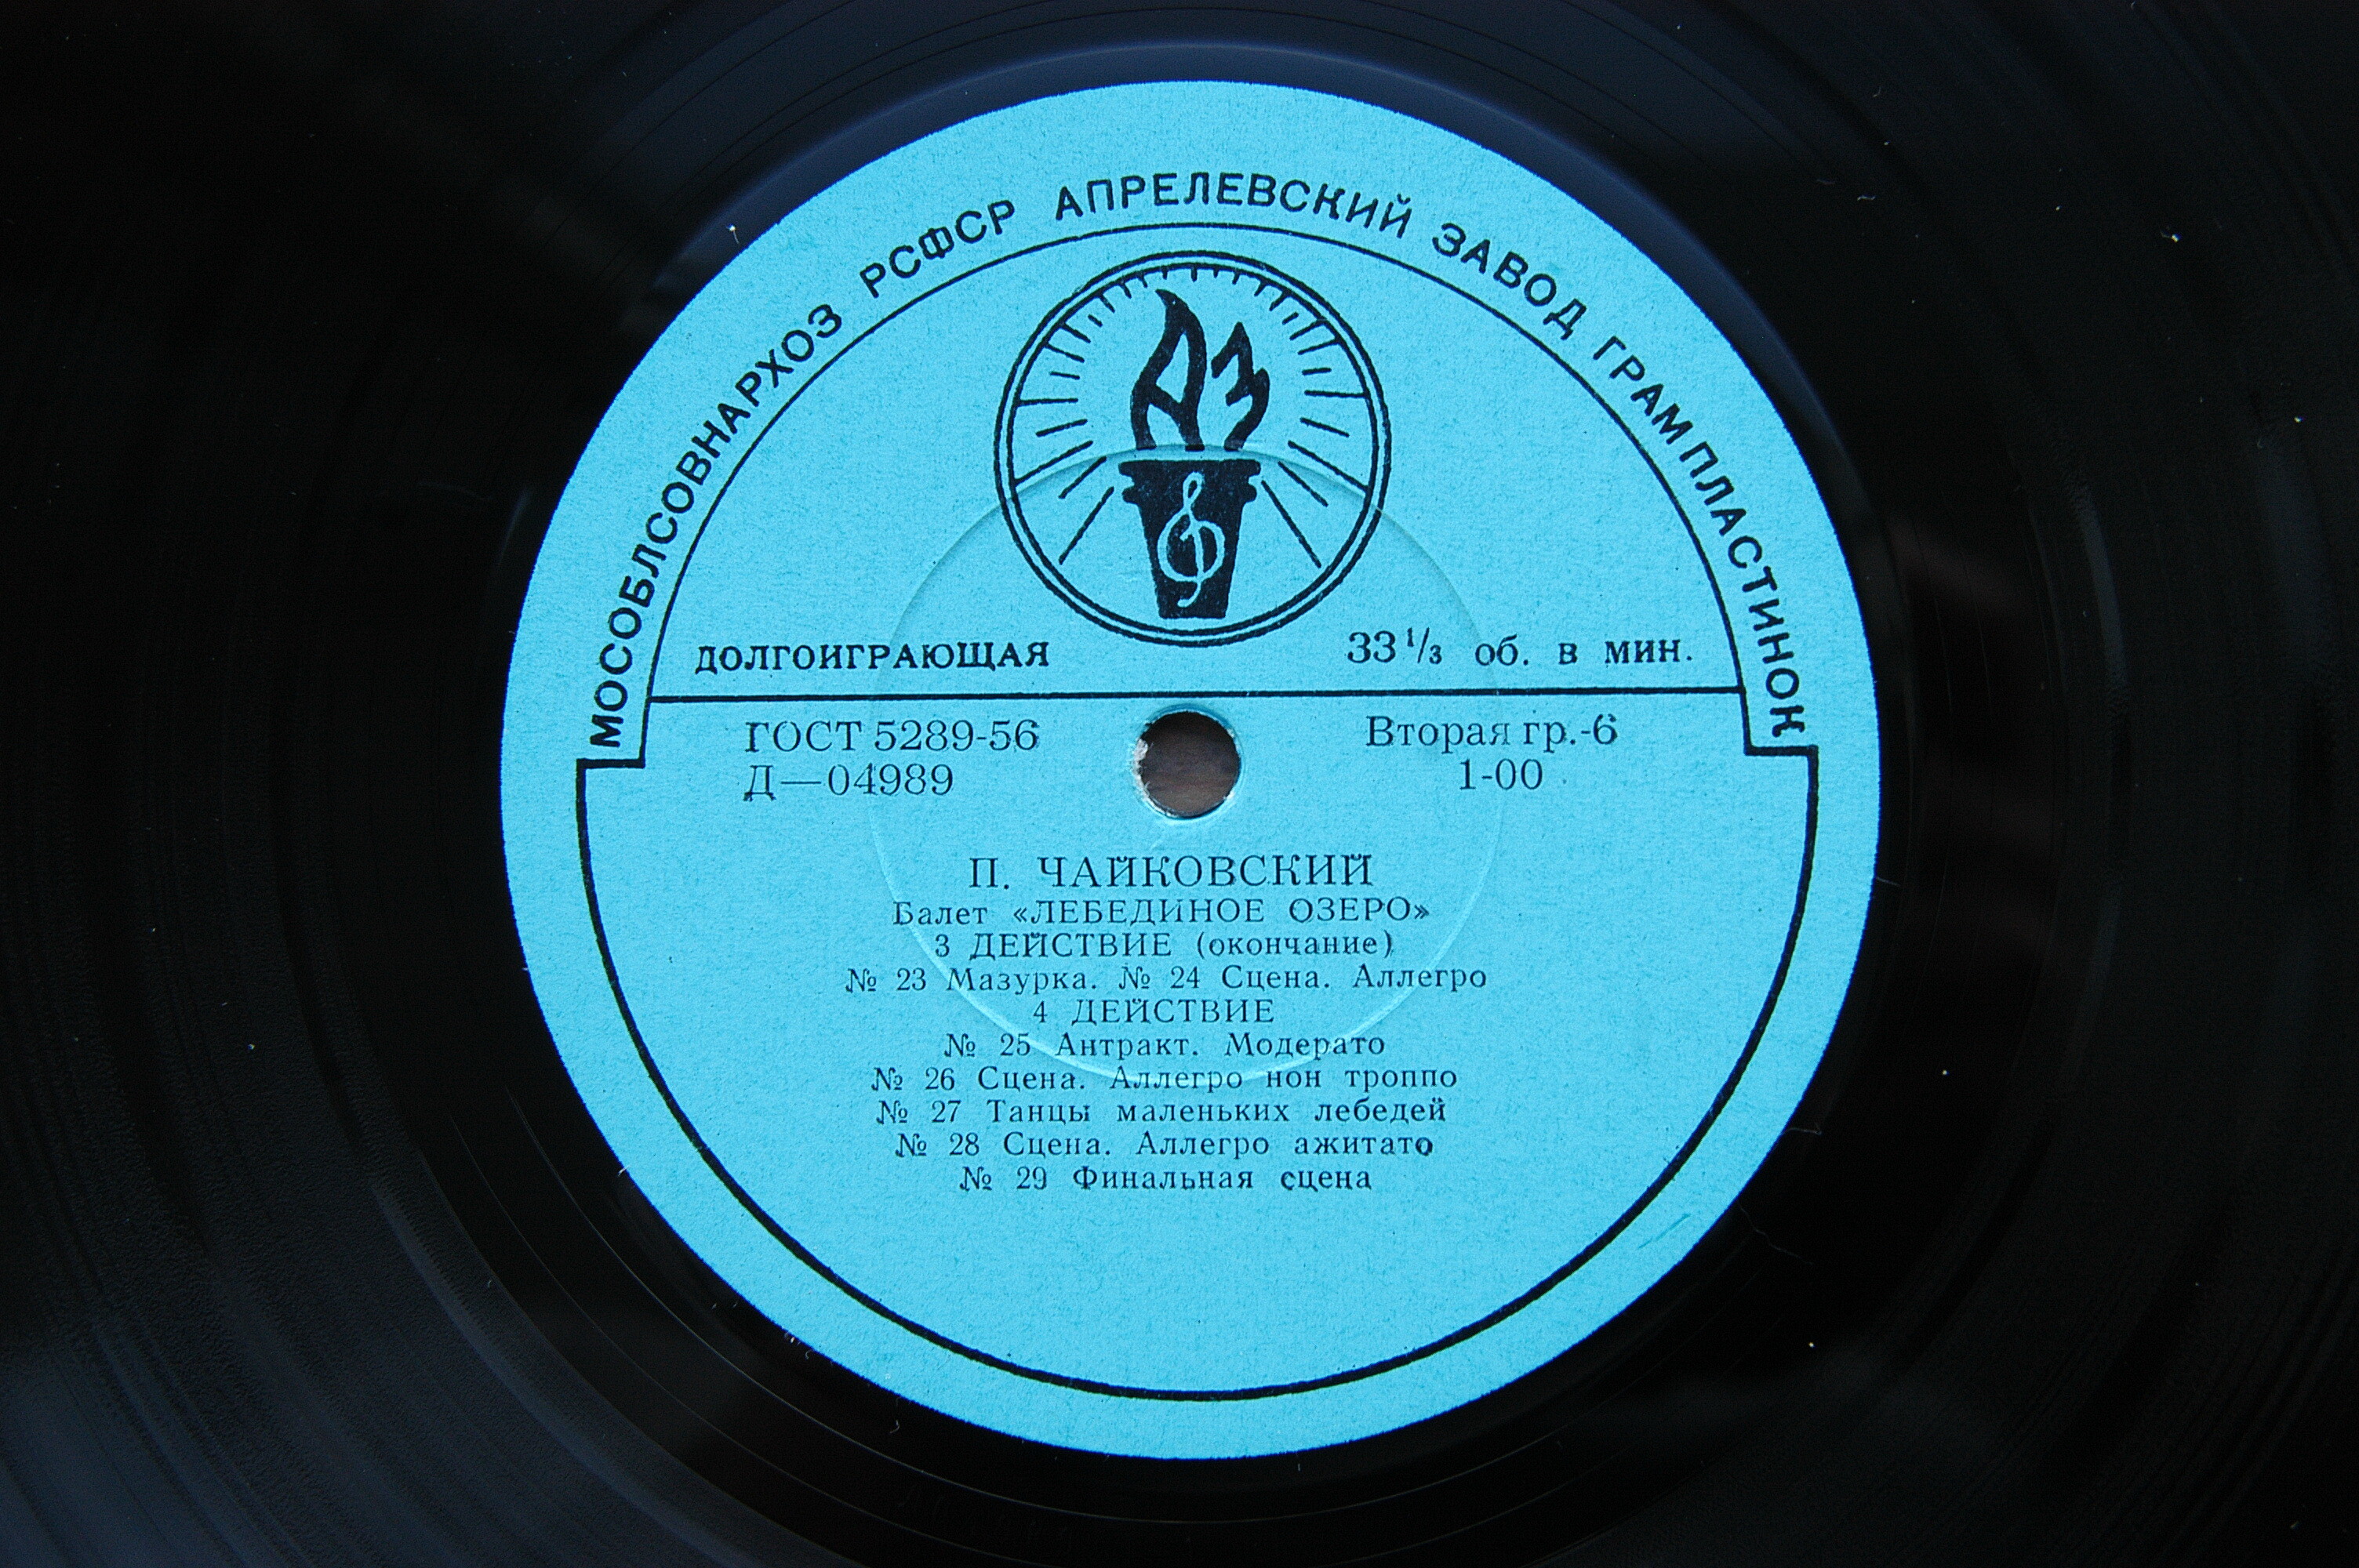 МОСОБЛСОВНАРХОЗ РСФСР АПРЕЛЕВСКИЙ ЗАВОД ГРАМПЛАСТИНОК
АЗ
ДОЛГОИГРАЮЩАЯ 33 1/3 об. в мин.
ГОСТ 5289-56 Вторая гр.-6
Д—04989 1-00
П. ЧАЙКОВСКИЙ
Балет «ЛЕБЕДИНОЕ ОЗЕРО»
3 ДЕЙСТВИЕ (окончание)
№ 23 Мазурка. № 24 Сцена. Аллегро
4 ДЕЙСТВИЕ
№ 25 Антракт. Модерато
№ 26 Сцена. Аллегро нон троппо
№ 27 Танцы маленьких лебедей
№ 28 Сцена. Аллегро ажитато
№ 29 Финальная сцена